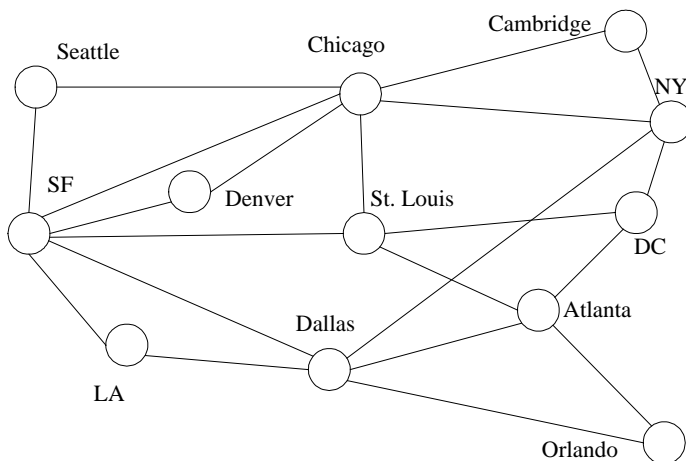 Cambridge
Chicago
Seattle
NY
SF
Denver
St. Louis
DC
Atlanta
Dallas
LA
Orlando